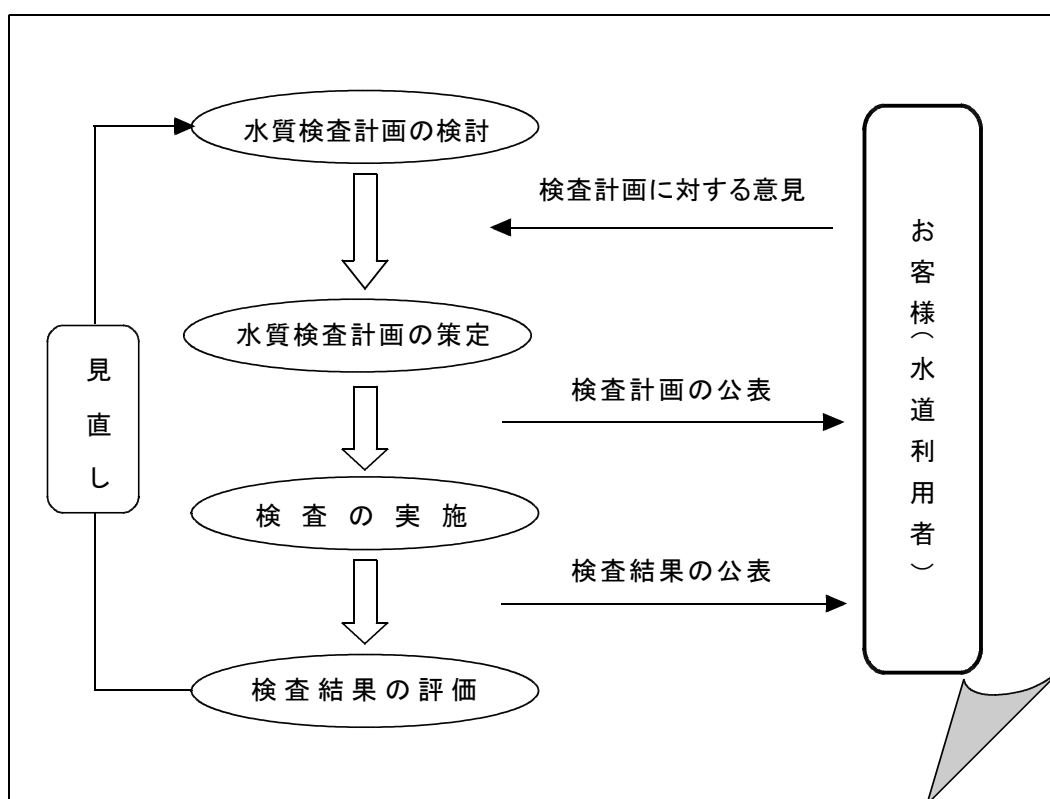 水質検査計画の検討
検査計画に対する意見
水質検査計画の策定
検査計画の公表
検査の実施
検査結果の公表
検査結果の評価
見直し
お客様（水道利用者）